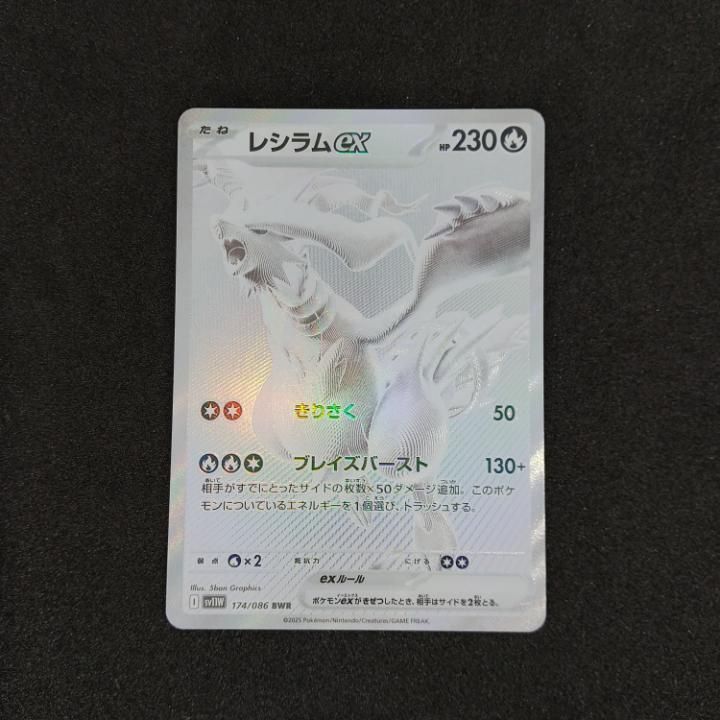 たね レシラムex HP 230
きりさく 50
ブレイズバースト 130+
相手がすでにとったサイドの枚数×50ダメージ追加。このポケ
モンについているエネルギーを1個選び、トラッシュする。
弱点 ×2 抵抗力 にげる
exルール
Illus. 5ban Graphics
ポケモンexがきぜつしたとき、相手はサイドを2枚とる。
I SV11W 174/086 BWR
©2025 Pokémon/Nintendo/Creatures/GAME FREAK.